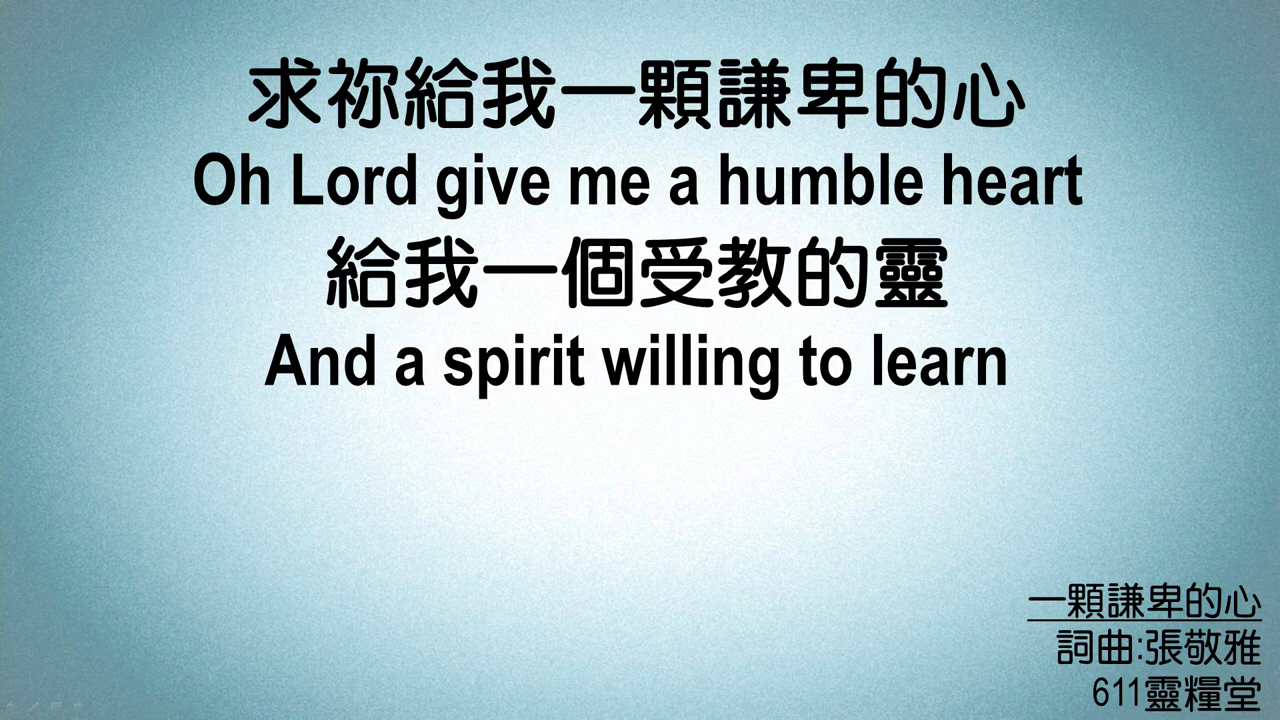 求祢給我一顆謙卑的心
Oh Lord give me a humble heart
給我一個受教的靈
And a spirit willing to learn
一顆謙卑的心
詞曲:張敬雅
611靈糧堂